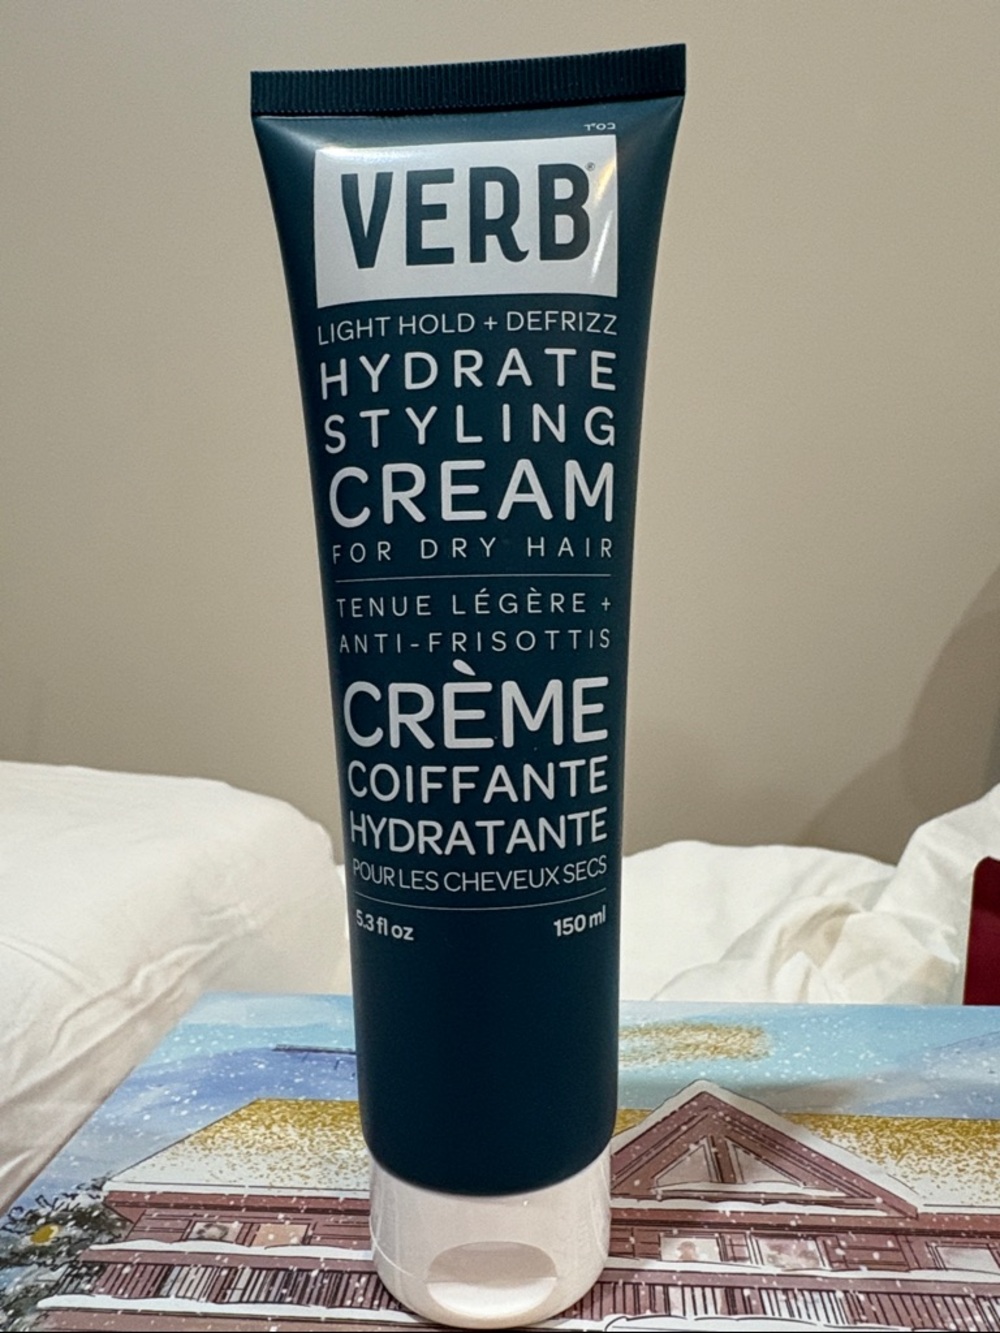 VERB®
LIGHT HOLD + DEFRIZZ
HYDRATE
STYLING
CREAM
FOR DRY HAIR
TENUE LÉGÈRE +
ANTI-FRISOTTIS
CRÈME
COIFFANTE
HYDRATANTE
POUR LES CHEVEUX SECS
5.3 fl oz 150 ml